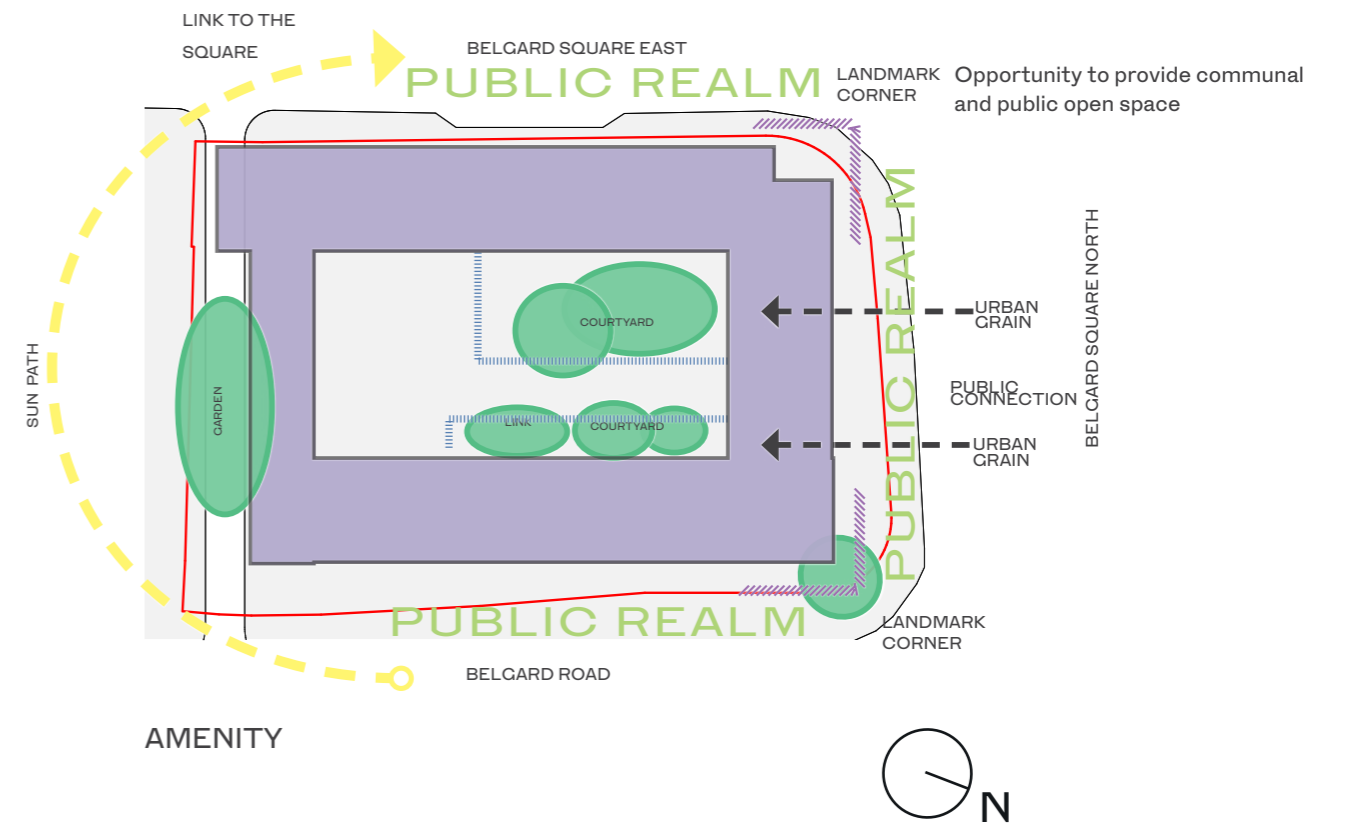 LINK TO THE
SQUARE
BELGARD SQUARE EAST
PUBLIC REALM
LANDMARK
CORNER
Opportunity to provide communal
and public open space
SUN PATH
GARDEN
COURTYARD
LINK
COURTYARD
PUBLIC REALM
URBAN
GRAIN
PUBLIC
CONNECTION
URBAN
GRAIN
BELGARD SQUARE NORTH
PUBLIC REALM
LANDMARK
CORNER
BELGARD ROAD
AMENITY
N